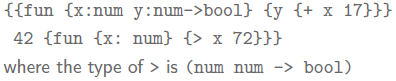 {{fun {x:num y:num->bool} {y {+ x 17}}}
42 {fun {x: num} {> x 72}}}
where the type of > is (num num -> bool)